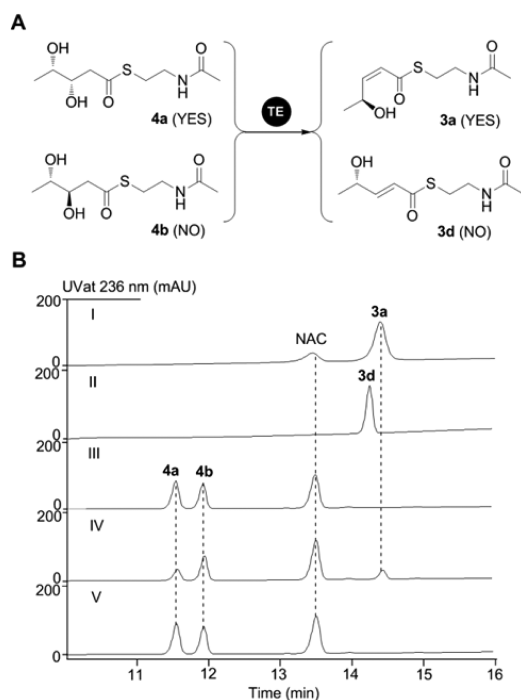 A
OH
O
O
S
N
H
OH
4a (YES)
OH
O
O
S
N
H
OH
4b (NO)
TE
O
O
S
N
H
OH
3a (YES)
OH
O
S
N
H
O
3d (NO)
B
UVat 236 nm (mAU)
200
I
NAC
3a
0
200
II
3d
0
200
III
4a
4b
0
200
IV
0
200
V
0
11
12
13
14
15
16
Time (min)